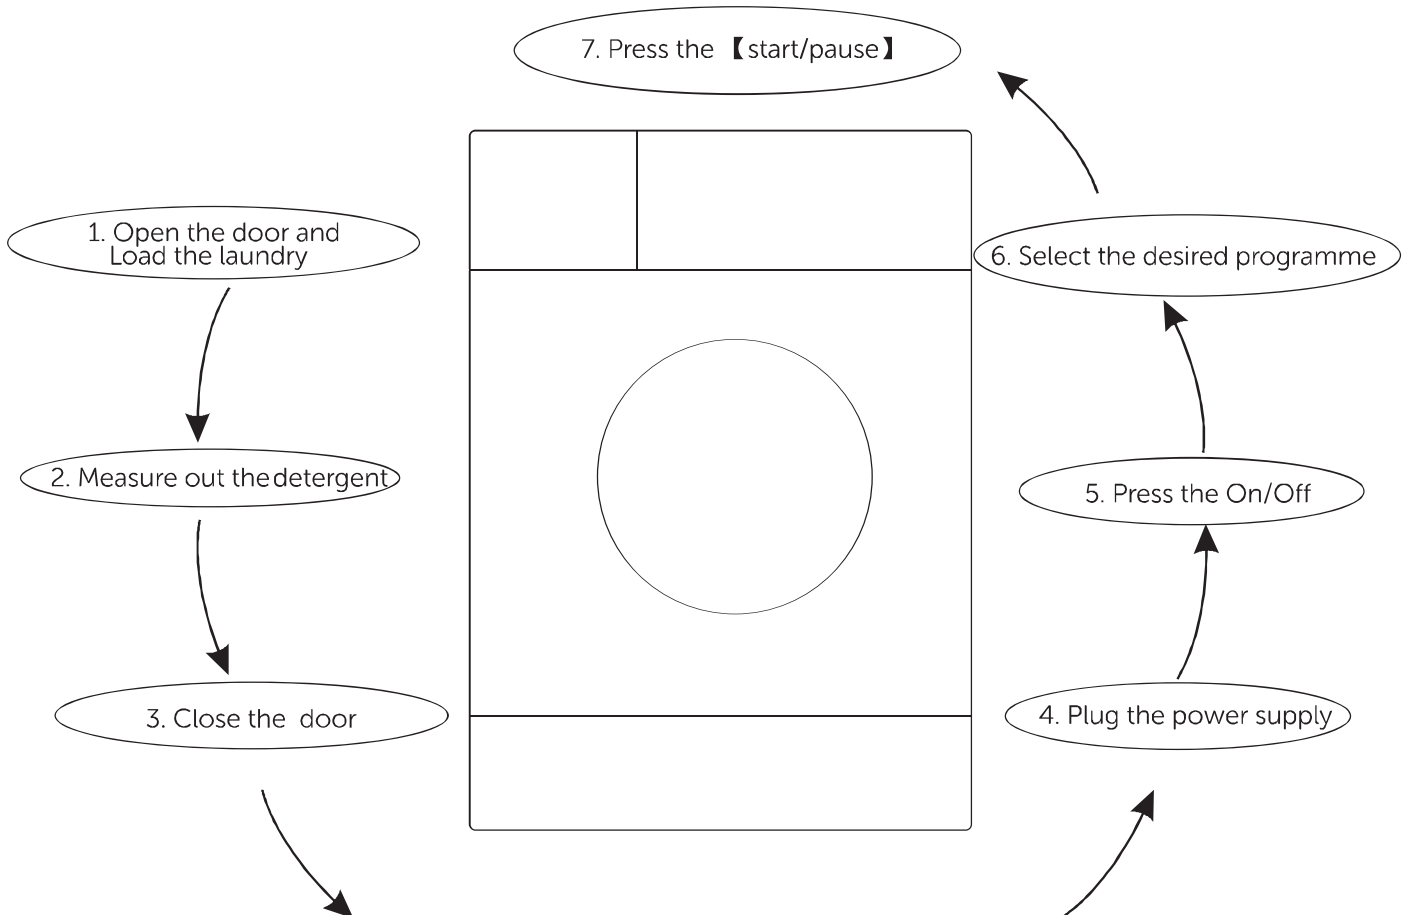 7. Press the 【start/pause】
1. Open the door and
Load the laundry
6. Select the desired programme
2. Measure out the detergent
5. Press the On/Off
3. Close the door
4. Plug the power supply